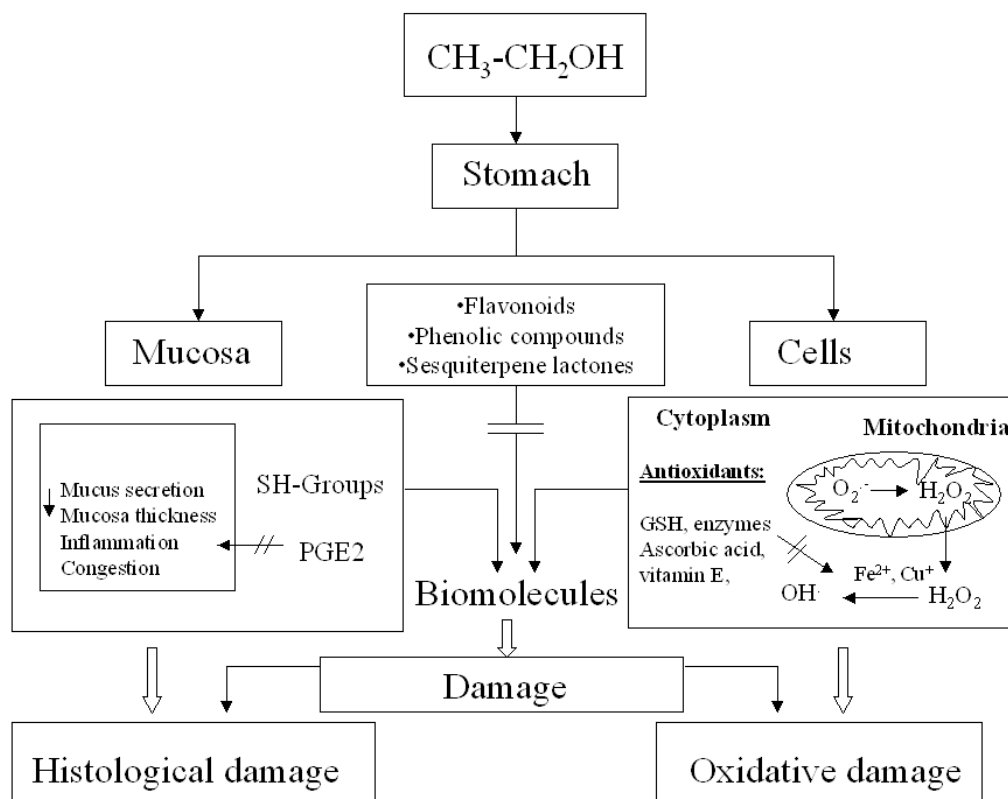 CH₃-CH₂OH
Stomach
Mucosa
•Flavonoids
•Phenolic compounds
•Sesquiterpene lactones
Cells
Mucus secretion
Mucosa thickness
Inflammation
Congestion
SH-Groups
PGE2
Cytoplasm
Mitochondria
Antioxidants:
GSH, enzymes
Ascorbic acid,
vitamin E,
O₂·⁻
H₂O₂
Fe²⁺, Cu⁺
OH·
H₂O₂
Biomolecules
Damage
Histological damage
Oxidative damage